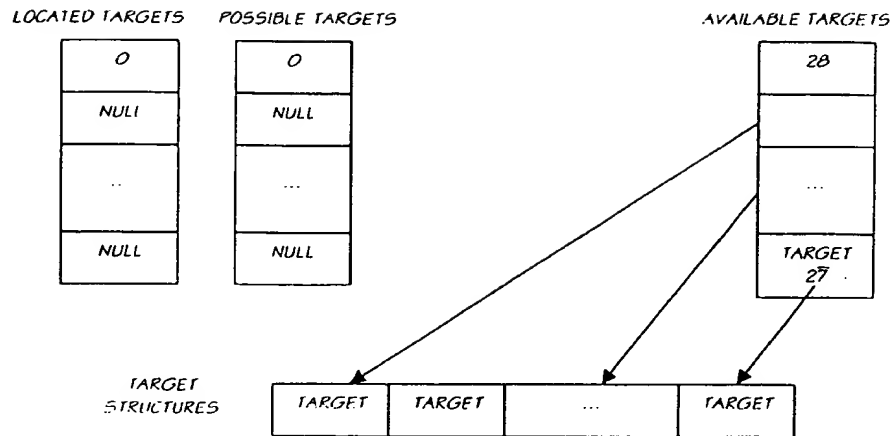 LOCATED TARGETS POSSIBLE TARGETS AVAILABLE TARGETS
0 0 28
NULL NULL
.. ... ...
NULL NULL TARGET
27
TARGET
STRUCTURES
TARGET TARGET ... TARGET